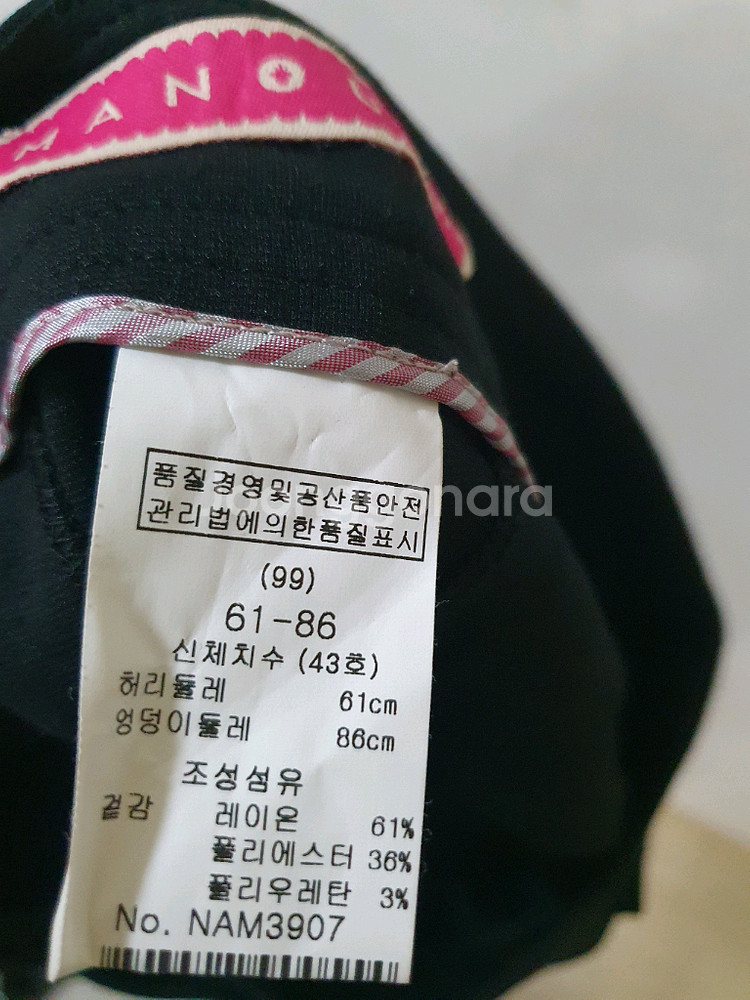 NANO
품질경영및공산품안전
관리법에의한품질표시
(99)
61-86
신체치수 (43호)
허리둘레 61cm
엉덩이둘레 86cm
조성섬유
겉감 레이온 61%
폴리에스터 36%
폴리우레탄 3%
No. NAM3907